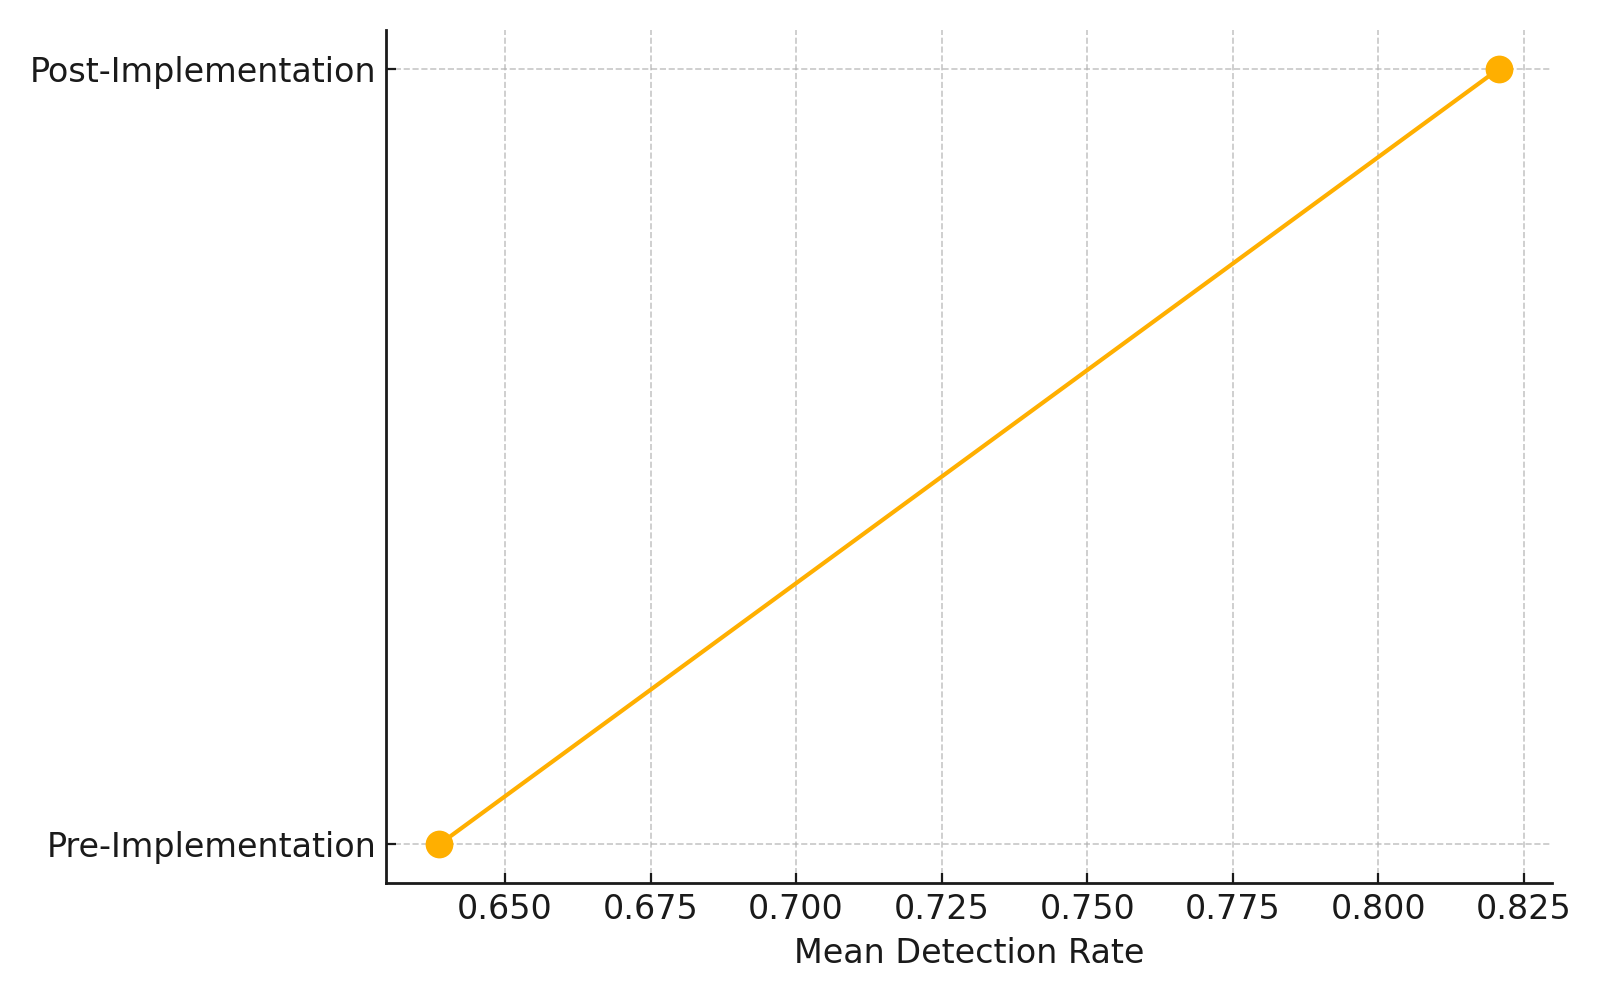 Post-Implementation
Pre-Implementation
0.650 0.675 0.700 0.725 0.750 0.775 0.800 0.825
Mean Detection Rate